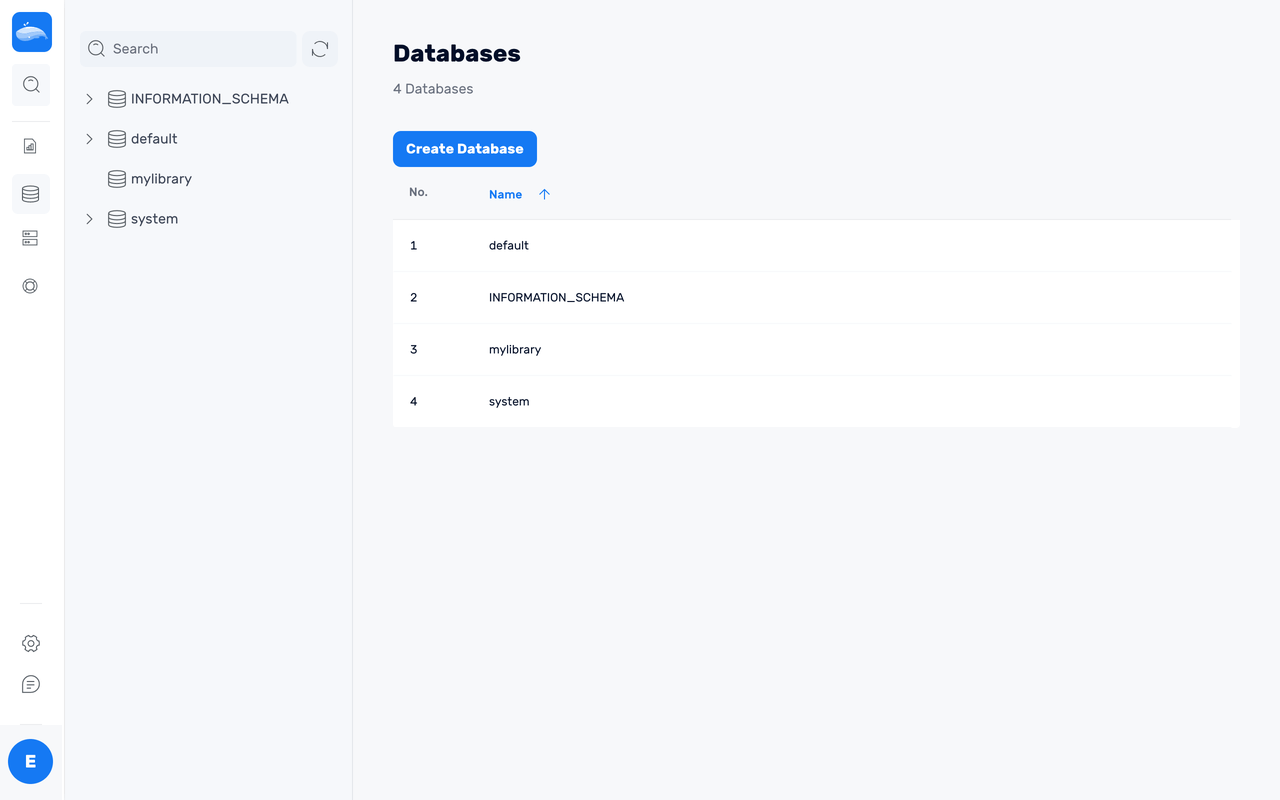 Search
INFORMATION_SCHEMA
default
mylibrary
system
E
Databases
4 Databases
Create Database
No. Name
1 default
2 INFORMATION_SCHEMA
3 mylibrary
4 system